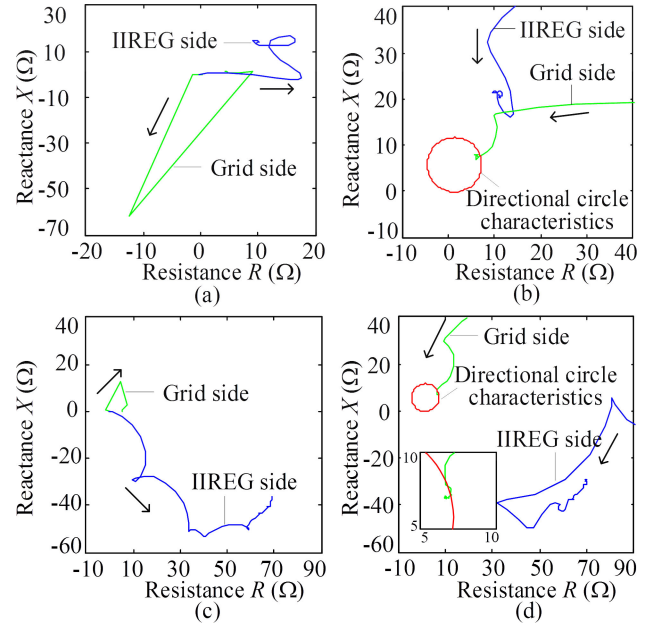 30
10
-10
-30
-50
-70
-20
-10
0
10
20
Reactance X (Ω)
Resistance R (Ω)
IIREG side
Grid side
(a)
40
30
20
10
0
10
-10
0
10
20
30
40
Reactance X (Ω)
Resistance R (Ω)
IIREG side
Grid side
Directional circle
characteristics
(b)
40
20
0
-20
-40
-60
-10
10
30
50
70
90
Reactance X (Ω)
Resistance R (Ω)
Grid side
IIREG side
(c)
40
20
0
-20
-40
-60
-10
10
30
50
70
90
Reactance X (Ω)
Resistance R (Ω)
Grid side
Directional circle
characteristics
IIREG side
10
5
5
10
(d)